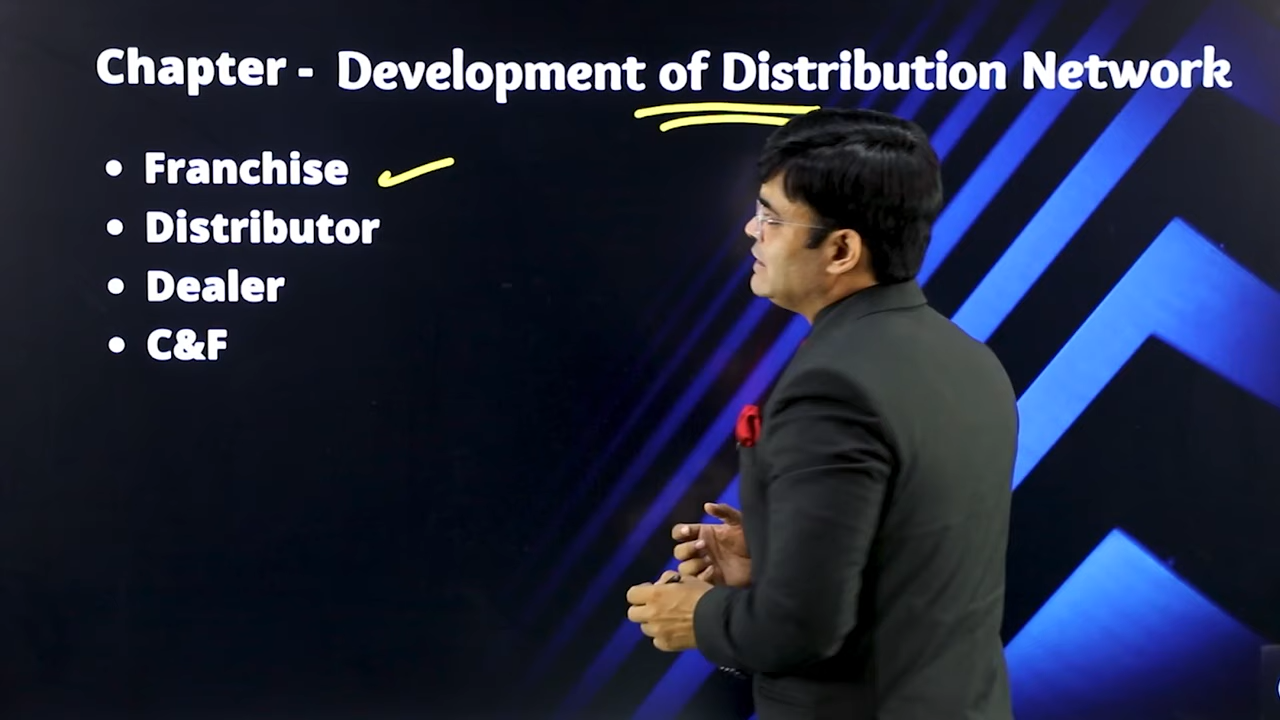 Chapter - Development of Distribution Network
• Franchise
• Distributor
• Dealer
• C&F